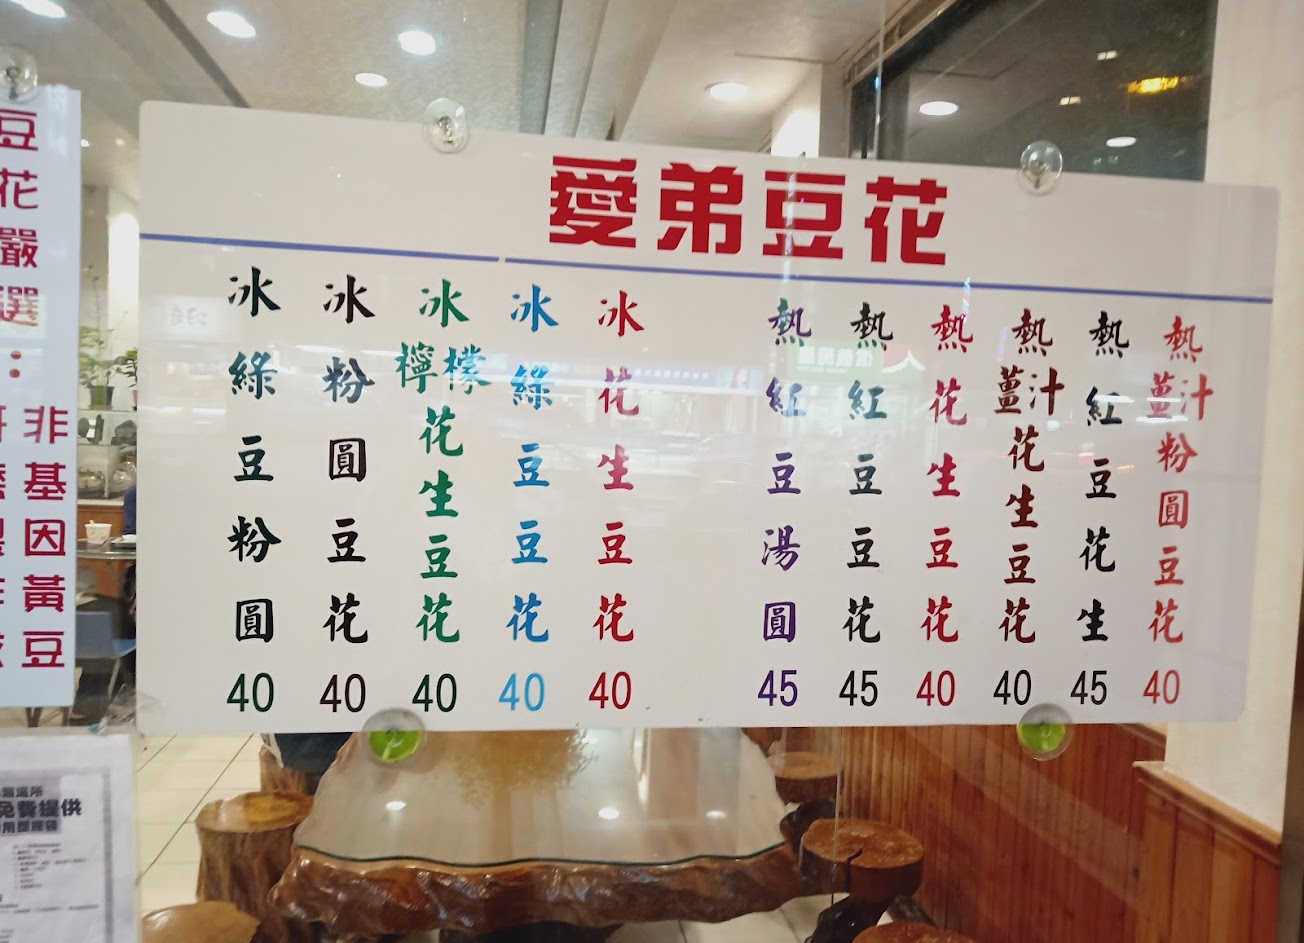 愛弟豆花
冰綠豆粉圓 40
冰粉圓豆花 40
冰檸檬花生豆花 40
冰綠豆豆花 40
冰花生豆花 40
熱紅豆湯圓 45
熱紅豆豆花 45
熱花生豆花 40
熱薑汁花生豆花 40
熱紅豆花生 45
熱薑汁粉圓豆花 40
豆花嚴選：
非基因黃豆
免費提供